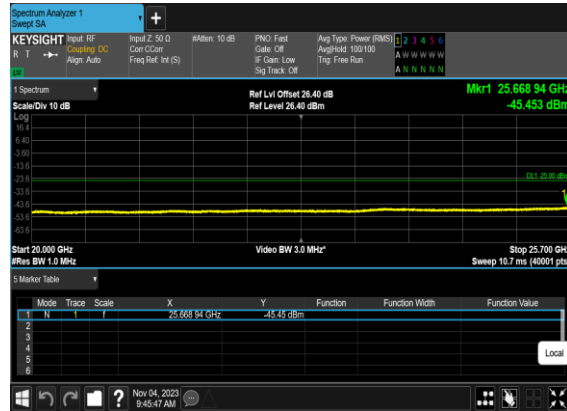 Spectrum Analyzer 1
Swept SA
+
KEYSIGHT
R T
LW
Input: RF
Coupling: DC
Align: Auto
Input Z: 50 Ω
Corr CCorr
Freq Ref: Int (S)
#Atten: 10 dB
PNO: Fast
Gate: Off
IF Gain: Low
Sig Track: Off
Avg Type: Power (RMS)
Avg|Hold: 100/100
Trig: Free Run
1 2 3 4 5 6
A W W W W W
A N N N N N
1 Spectrum
Scale/Div 10 dB
Ref Lvl Offset 26.40 dB
Ref Level 26.40 dBm
Mkr1 25.668 94 GHz
-45.453 dBm
Log
16.4
6.40
-3.60
-13.6
-23.6
DL1 -25.00 dBm
-33.6
1
-43.6
-53.6
-63.6
Start 20.000 GHz
Video BW 3.0 MHz*
Stop 25.700 GHz
#Res BW 1.0 MHz
Sweep 10.7 ms (40001 pts)
5 Marker Table
Mode Trace Scale X Y Function Function Width Function Value
1 N 1 f 25.668 94 GHz -45.45 dBm
2
3
4
5
6
Local
?
Nov 04, 2023
9:45:47 AM